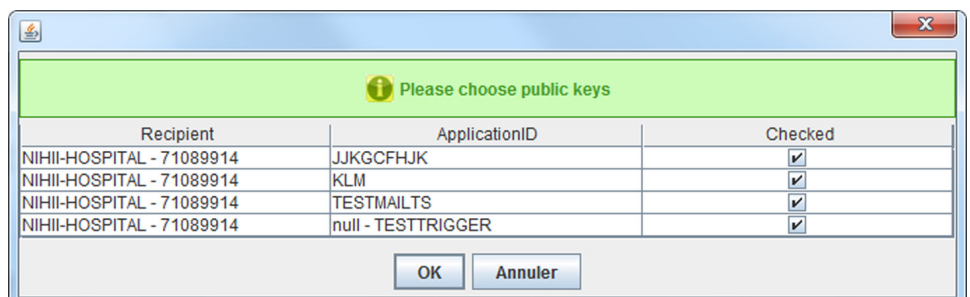 Please choose public keys
Recipient ApplicationID Checked
NIHII-HOSPITAL - 71089914 JJKGCFHJK
NIHII-HOSPITAL - 71089914 KLM
NIHII-HOSPITAL - 71089914 TESTMAILTS
NIHII-HOSPITAL - 71089914 null - TESTTRIGGER
OK Annuler